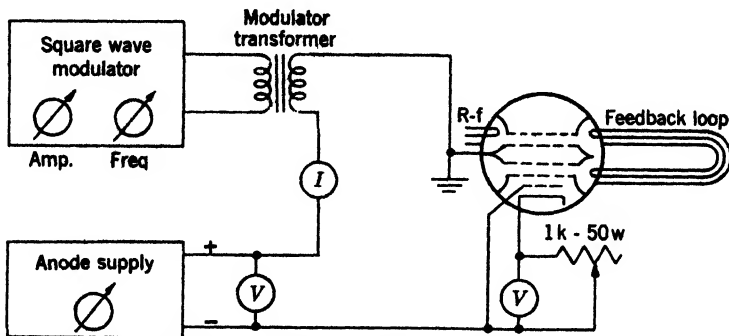 Modulator
transformer
Square wave
modulator
Amp.
Freq
I
R-f
Feedback loop
1k - 50w
Anode supply
+
V
−
V